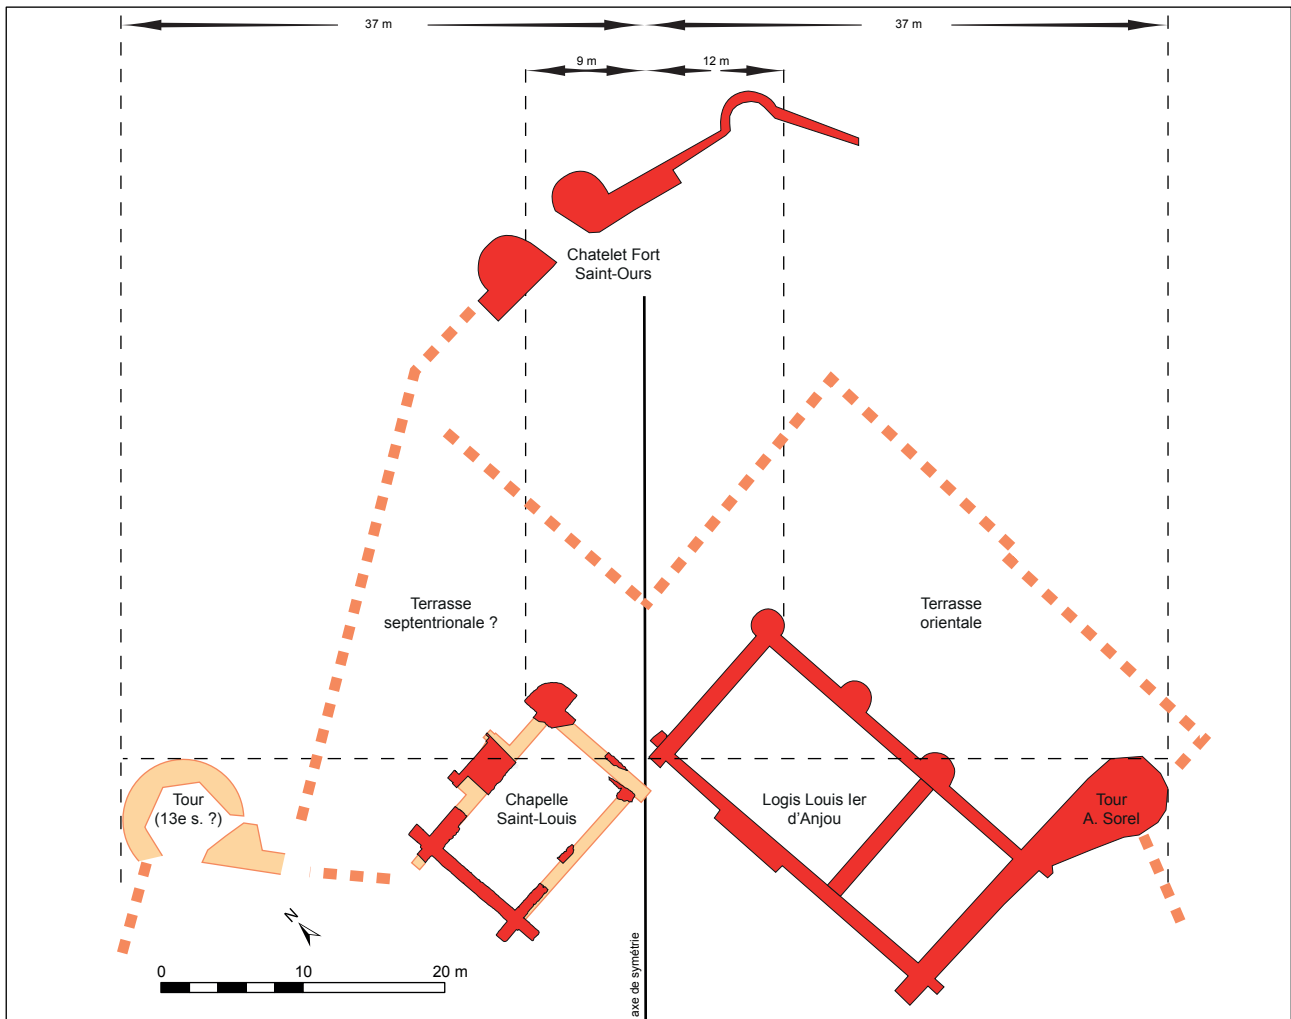 37 m
37 m
9 m
12 m
Chatelet Fort
Saint-Ours
Terrasse
septentrionale ?
Terrasse
orientale
Tour
(13e s. ?)
Chapelle
Saint-Louis
Logis Louis Ier
d'Anjou
Tour
A. Sorel
N
0
10
20 m
axe de symétrie